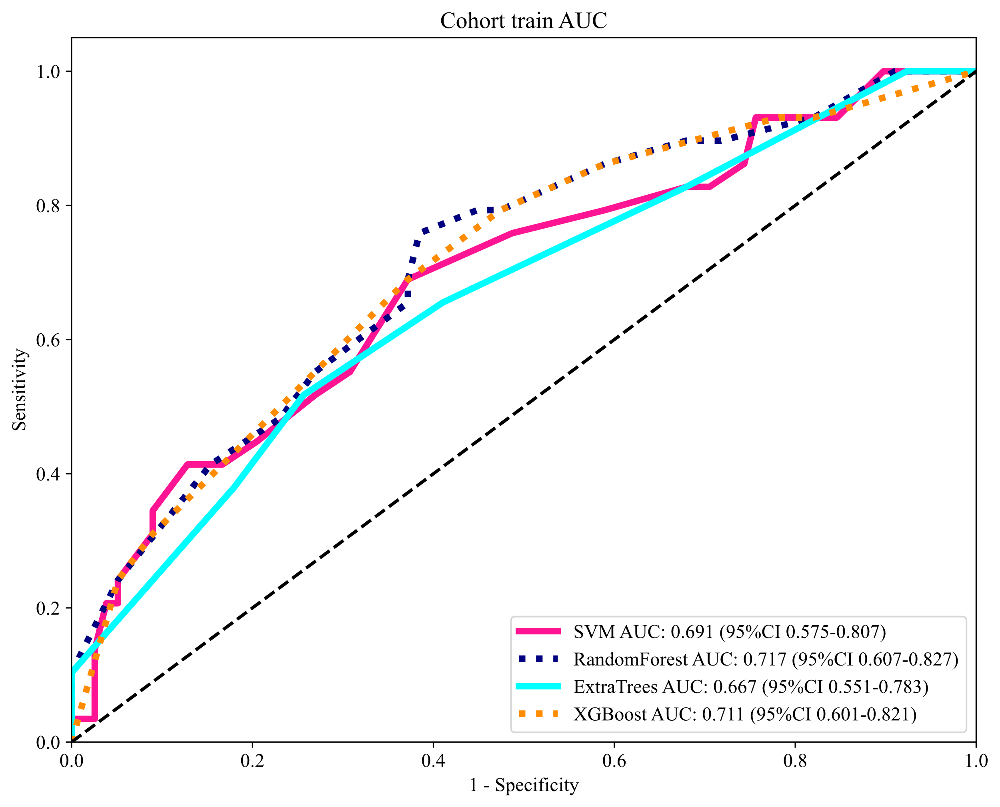 Cohort train AUC
1.0
0.8
0.6
0.4
0.2
0.0
Sensitivity
SVM AUC: 0.691 (95%CI 0.575-0.807)
RandomForest AUC: 0.717 (95%CI 0.607-0.827)
ExtraTrees AUC: 0.667 (95%CI 0.551-0.783)
XGBoost AUC: 0.711 (95%CI 0.601-0.821)
0.0 0.2 0.4 0.6 0.8 1.0
1 - Specificity